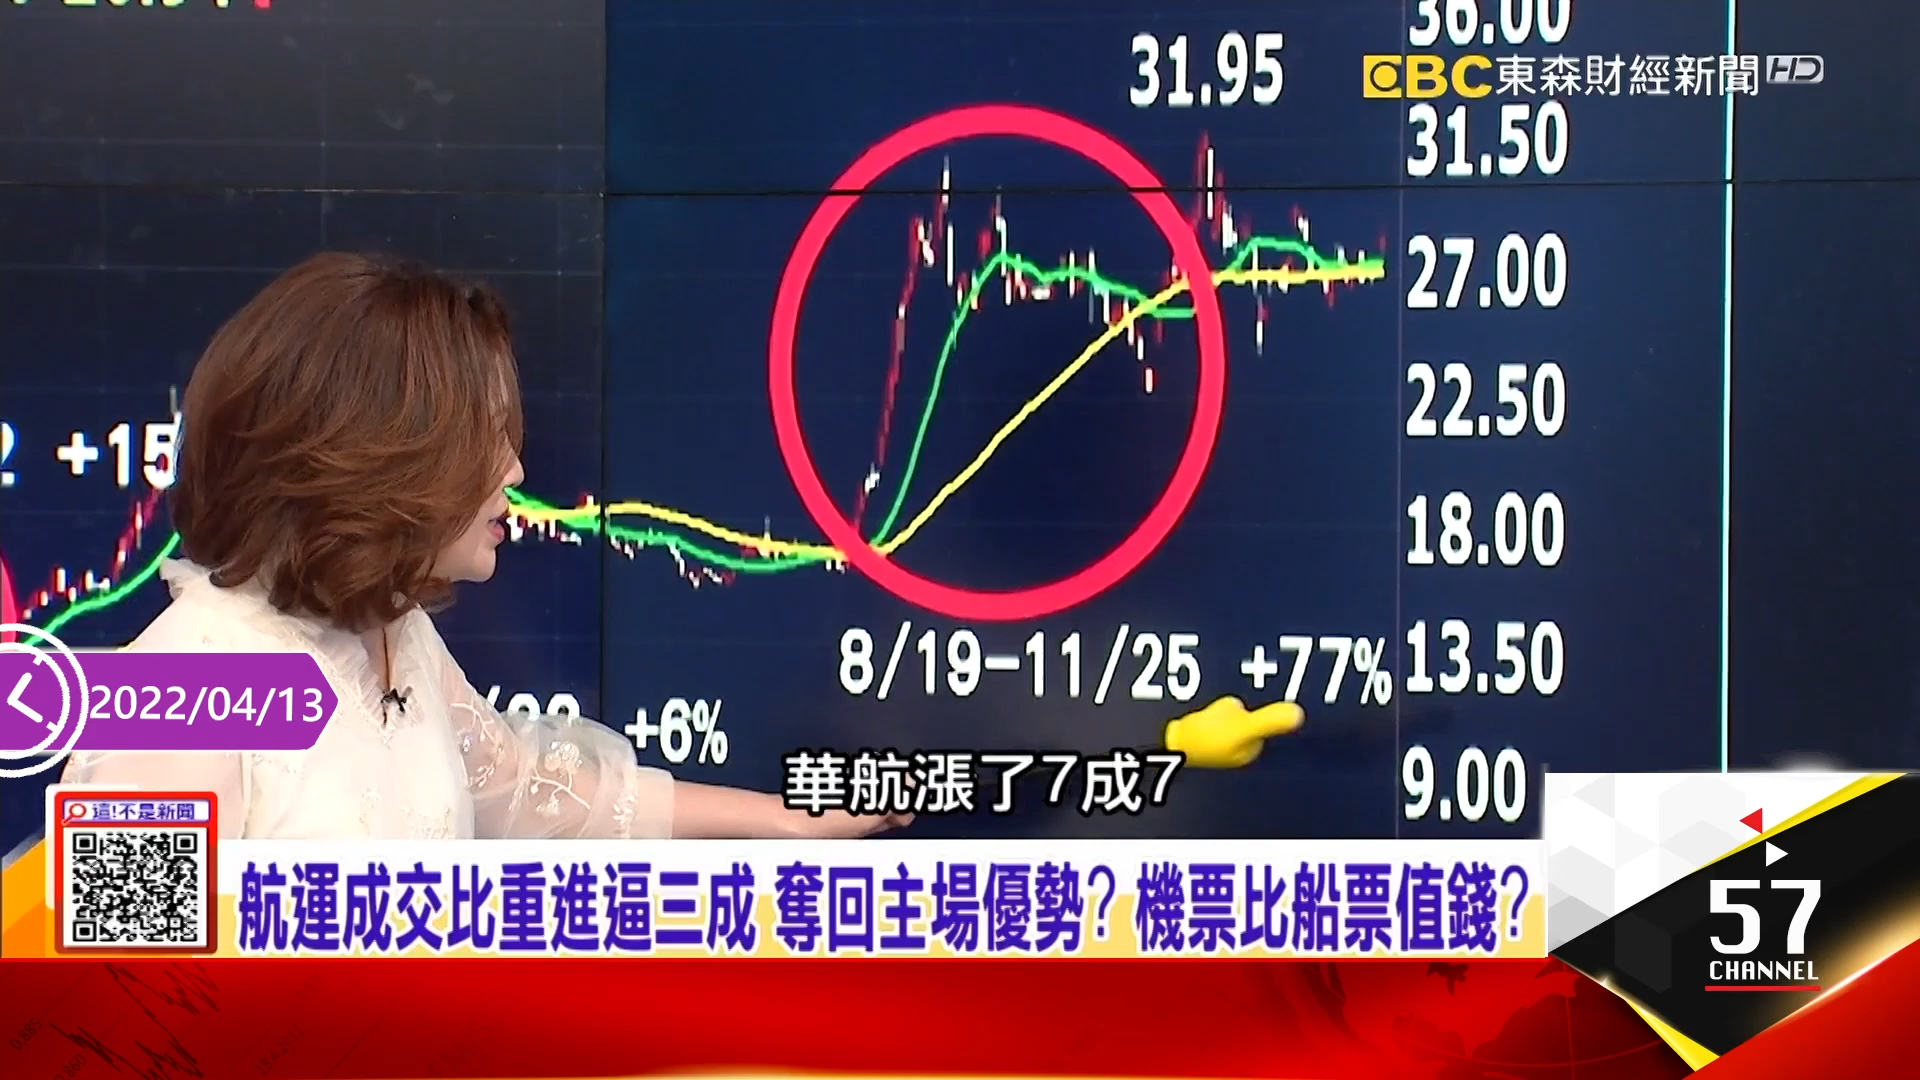 36.00
31.95
EBC東森財經新聞HD
31.50
27.00
22.50
+15
18.00
8/19-11/25 +77%
13.50
2022/04/13
+6%
9.00
華航漲了7成7
這!不是新聞
航運成交比重進逼三成 奪回主場優勢? 機票比船票值錢?
57
CHANNEL